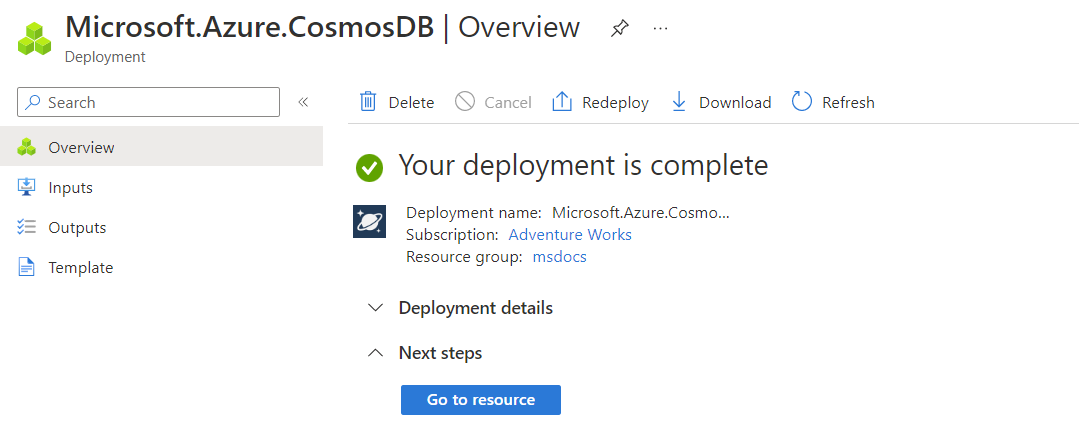 Microsoft.Azure.CosmosDB | Overview
Deployment
Search
Delete Cancel Redeploy Download Refresh
Overview
Inputs
Outputs
Template
Your deployment is complete
Deployment name: Microsoft.Azure.Cosmo...
Subscription: Adventure Works
Resource group: msdocs
Deployment details
Next steps
Go to resource